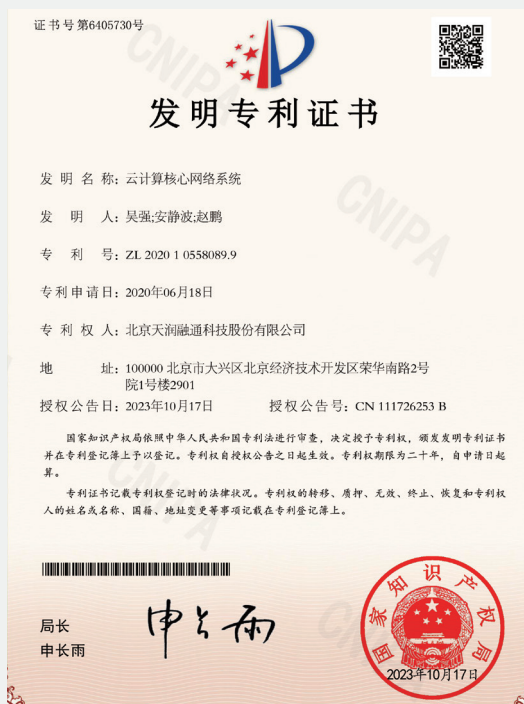 证书号第6405730号
发明专利证书
发明名称：云计算核心网络系统
发明人：吴强;安静波;赵鹏
专利号：ZL 2020 1 0558089.9
专利申请日：2020年06月18日
专利权人：北京天润融通科技股份有限公司
地址：100000 北京市大兴区北京经济技术开发区荣华南路2号
院1号楼2901
授权公告日：2023年10月17日 授权公告号：CN 111726253 B
国家知识产权局依照中华人民共和国专利法进行审查，决定授予专利权，颁发发明专利证书
并在专利登记簿上予以登记。专利权自授权公告之日起生效。专利权期限为二十年，自申请日起
算。
专利证书记载专利权登记时的法律状况。专利权的转移、质押、无效、终止、恢复和专利权
人的姓名或名称、国籍、地址变更等事项记载在专利登记簿上。
局长
申长雨
申长雨
国家知识产权局
2023年10月17日
CNIPA
CNIPA
CNIPA
CNIPA